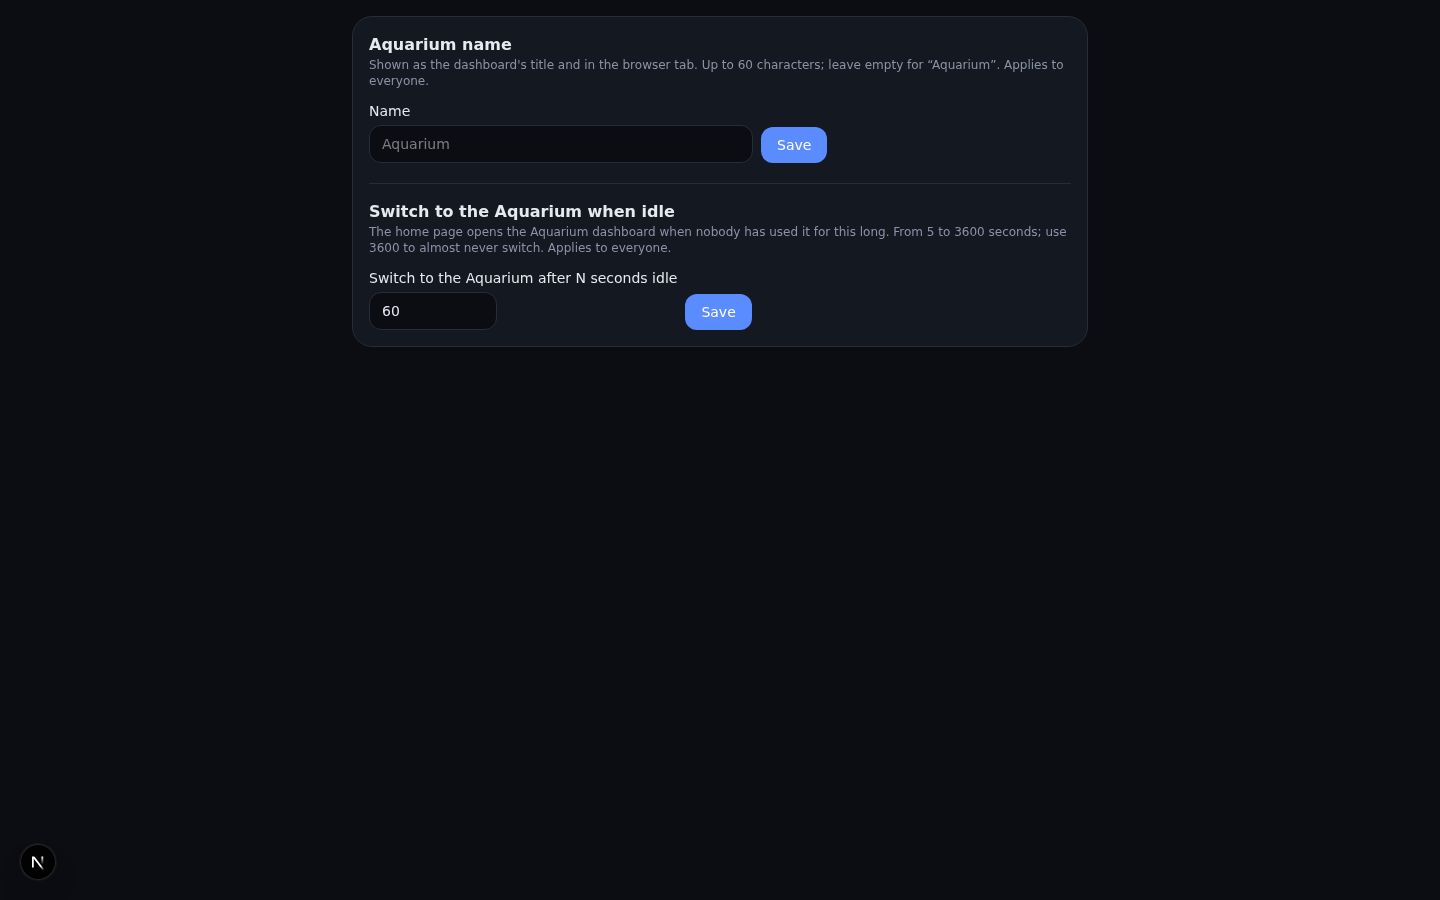 Aquarium name
Shown as the dashboard's title and in the browser tab. Up to 60 characters; leave empty for “Aquarium”. Applies to
everyone.
Name
Aquarium
Save
Switch to the Aquarium when idle
The home page opens the Aquarium dashboard when nobody has used it for this long. From 5 to 3600 seconds; use
3600 to almost never switch. Applies to everyone.
Switch to the Aquarium after N seconds idle
60
Save
N